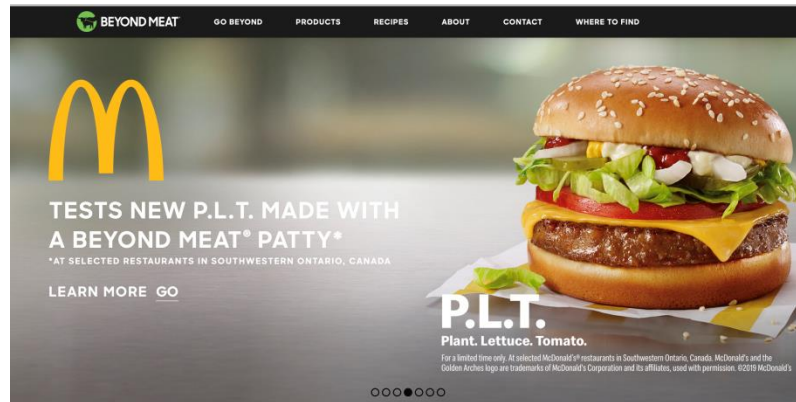 BEYOND MEAT GO BEYOND PRODUCTS RECIPES ABOUT CONTACT WHERE TO FIND
TESTS NEW P.L.T. MADE WITH
A BEYOND MEAT® PATTY*
*AT SELECTED RESTAURANTS IN SOUTHWESTERN ONTARIO, CANADA
LEARN MORE GO
P.L.T.
Plant. Lettuce. Tomato.
For a limited time only. At selected McDonald's® restaurants in Southwestern Ontario, Canada. McDonald's and the
Golden Arches logo are trademarks of McDonald's Corporation and its affiliates, used with permission. ©2019 McDonald's